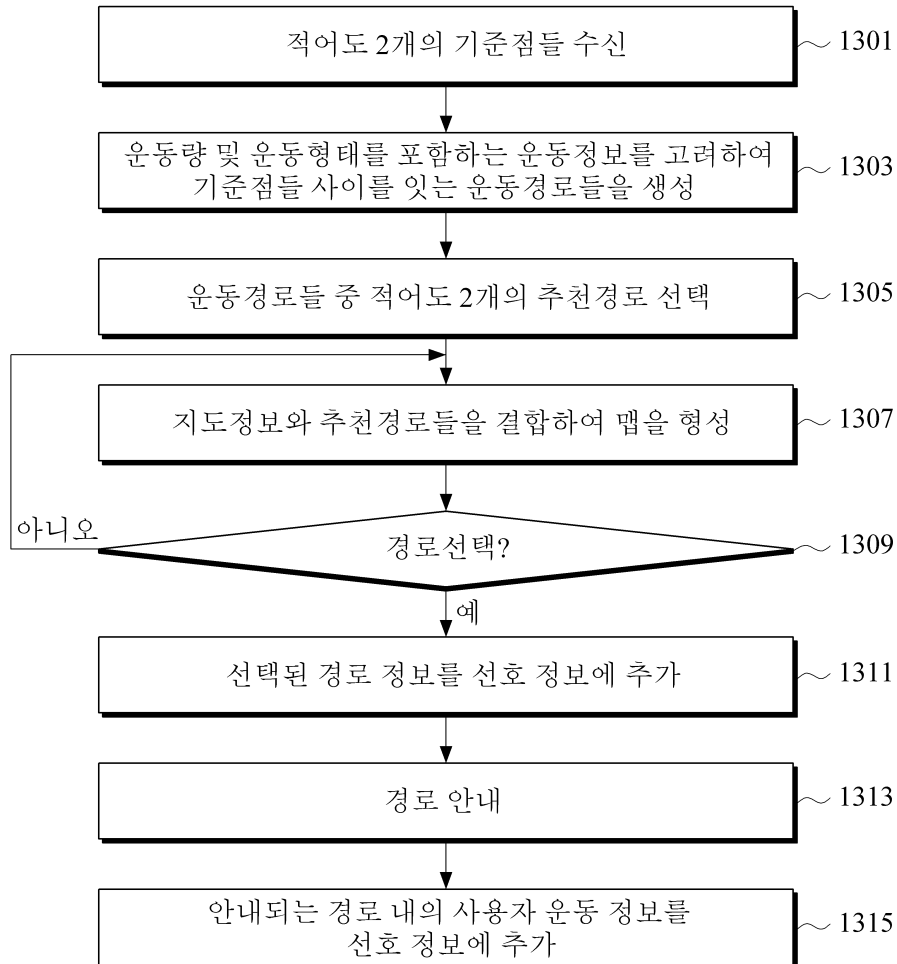 적어도 2개의 기준점들 수신
1301
운동량 및 운동형태를 포함하는 운동정보를 고려하여
기준점들 사이를 잇는 운동경로들을 생성
1303
운동경로들 중 적어도 2개의 추천경로 선택
1305
지도정보와 추천경로들을 결합하여 맵을 형성
1307
아니오
경로선택?
1309
예
선택된 경로 정보를 선호 정보에 추가
1311
경로 안내
1313
안내되는 경로 내의 사용자 운동 정보를
선호 정보에 추가
1315